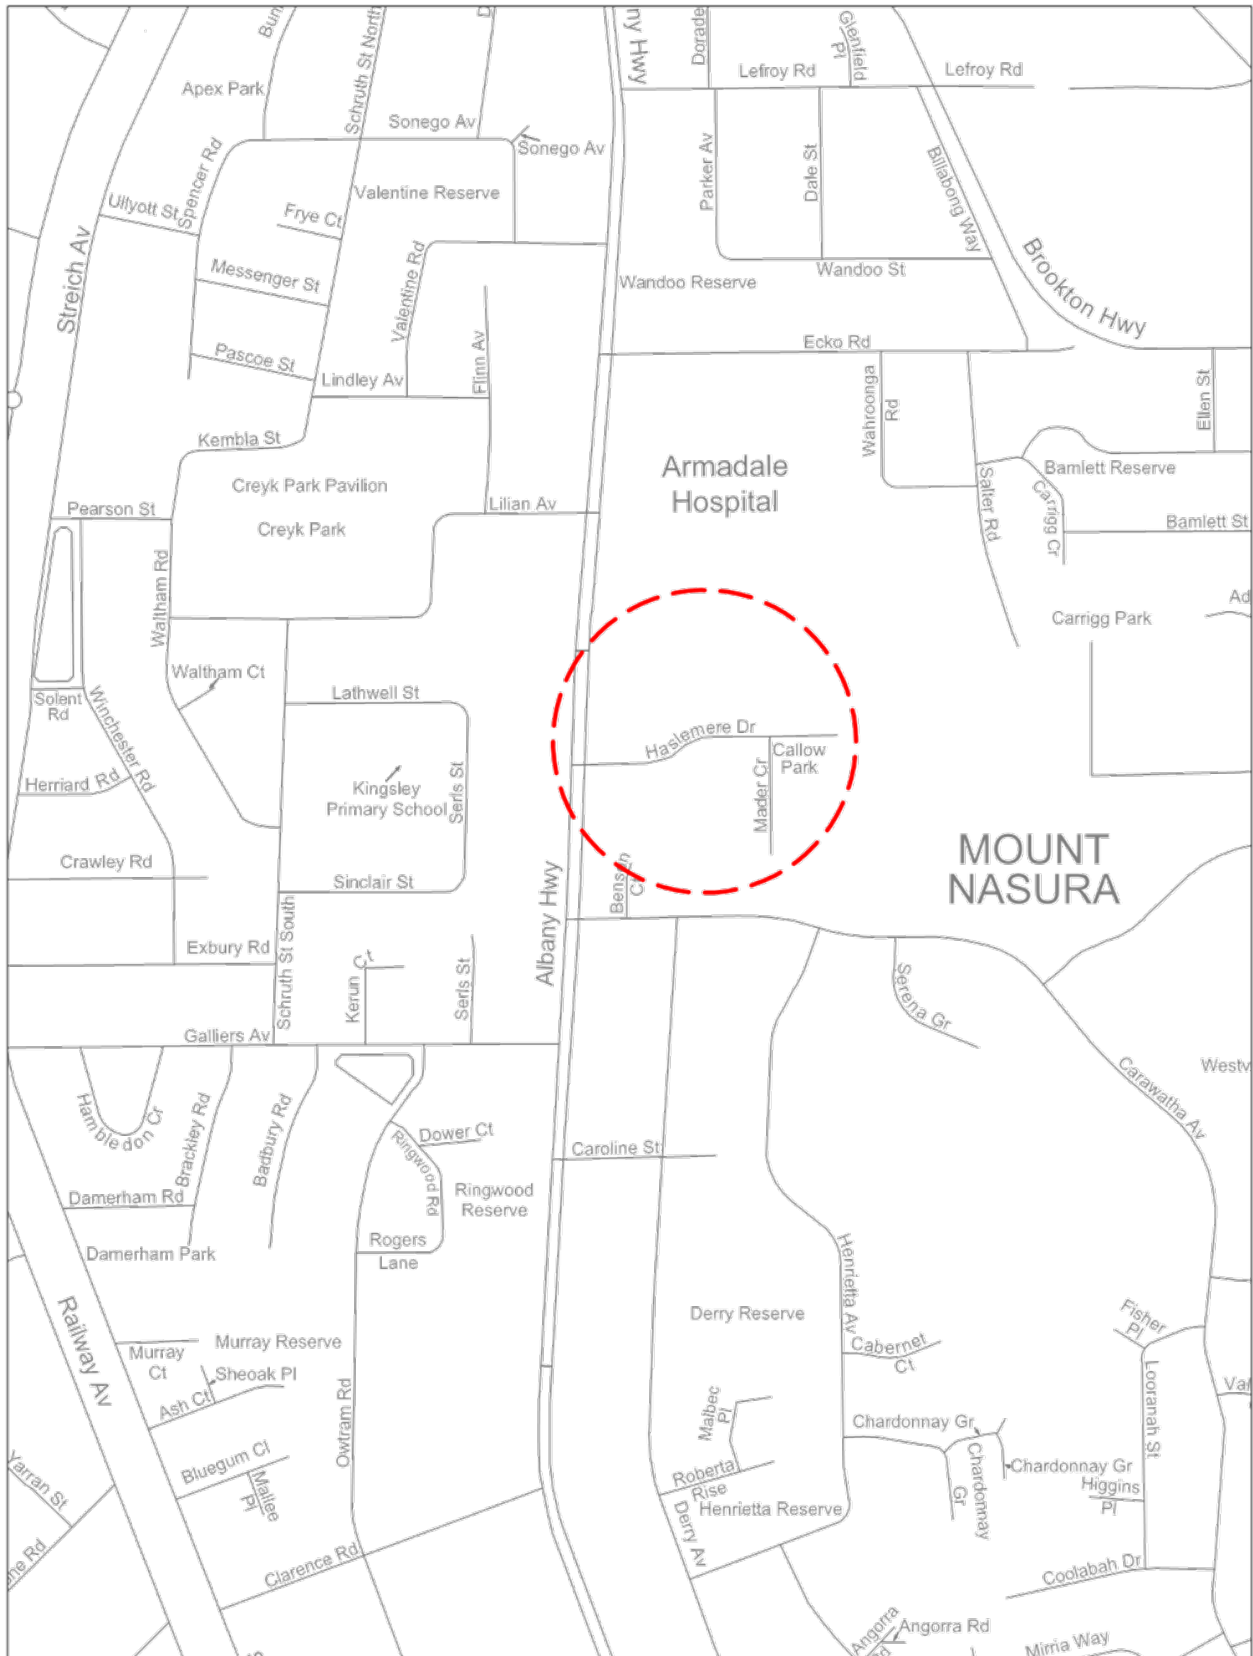 Glenfield
Pl
Dorade
Schruth St North
Lefroy Rd
Lefroy Rd
Apex Park
Sonego Av
Sonego Av
Spencer Rd
Parker Av
Dale St
Billabong Way
Valentine Reserve
Ullyott St
Frye Ct
Streich Av
Messenger St
Valentine Rd
Wandoo St
Wandoo Reserve
Brookton Hwy
Ecko Rd
Pascoe St
Lindley Av
Flinn Av
Wahroonga
Rd
Ellen St
Kembla St
Armadale
Hospital
Bamlett Reserve
Creyk Park Pavilion
Salter Rd
Carrigg Cr
Pearson St
Lilian Av
Creyk Park
Bamlett St
Waltham Rd
Ad
Carrigg Park
Waltham Ct
Solent
Rd
Winchester Rd
Lathwell St
Haslemere Dr
Callow
Park
Mader Cr
Herriard Rd
Kingsley
Primary School
Serls St
Crawley Rd
Sinclair St
Benson
MOUNT
NASURA
Albany Hwy
Exbury Rd
Schruth St South
Kerun Ct
Serls St
Serena Gr
Galliers Av
Hambledon Cr
Brackley Rd
Badbury Rd
Dower Ct
Ringwood Rd
Caroline St
Carawatha Av
Westv
Damerham Rd
Ringwood
Reserve
Rogers
Lane
Damerham Park
Henrietta Av
Railway Av
Derry Reserve
Fisher
Pl
Murray
Ct
Murray Reserve
Sheoak Pl
Cabernet
Ct
Ash Ct
Owtram Rd
Malbec
Pl
Looranah St
Val
Chardonnay Gr
Chardonnay
Gr
Chardonnay Gr
Bluegum Cl
Mallee
Pl
Roberta
Rise
Higgins
Pl
Yarran St
Henrietta Reserve
Derry Av
Clarence Rd
Coolabah Dr
Angorra
Angorra Rd
Mirria Way